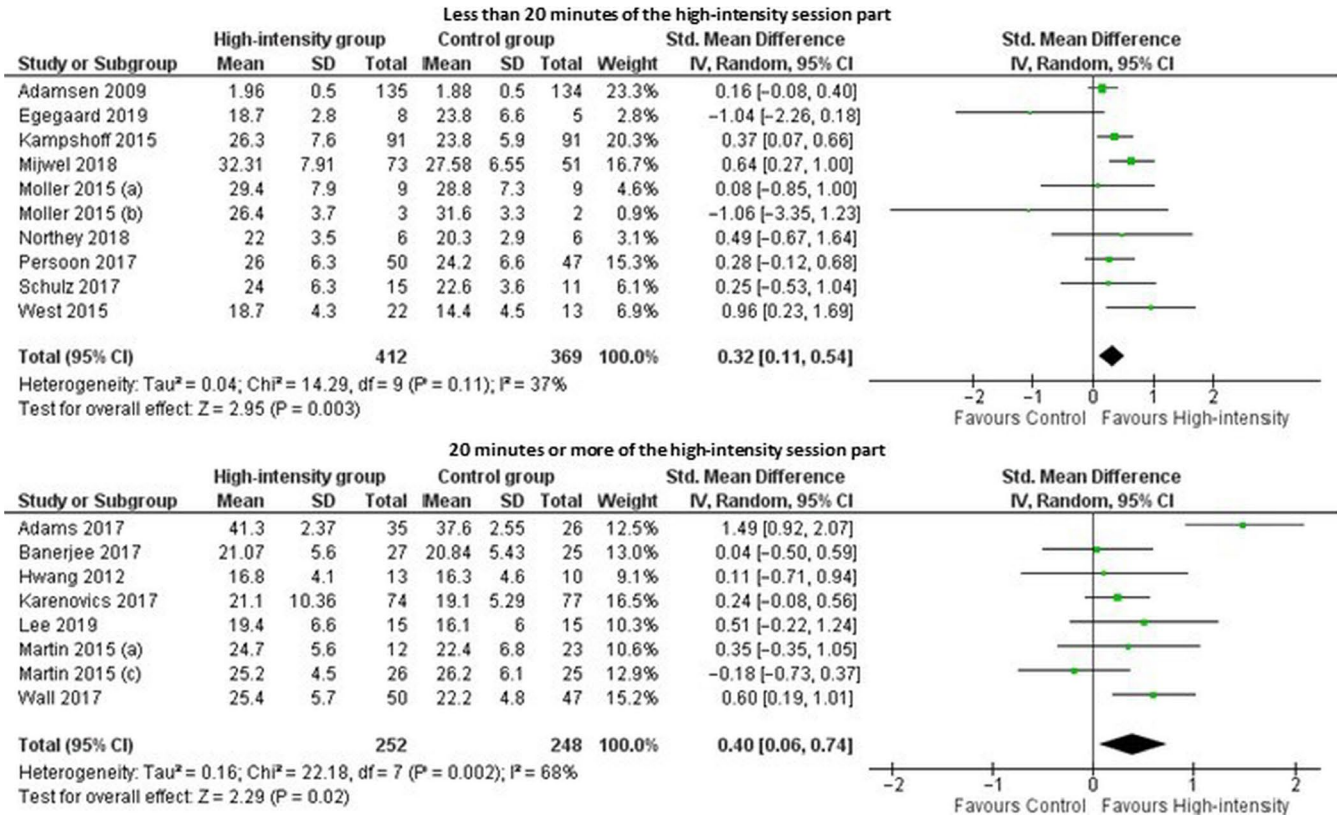 Less than 20 minutes of the high-intensity session part
High-intensity group Control group Std. Mean Difference Std. Mean Difference
Study or Subgroup Mean SD Total Mean SD Total Weight IV, Random, 95% CI IV, Random, 95% CI
Adamsen 2009 1.96 0.5 135 1.88 0.5 134 23.3% 0.16 [−0.08, 0.40]
Egegaard 2019 18.7 2.8 8 23.8 6.6 5 2.8% −1.04 [−2.26, 0.18]
Kampshoff 2015 26.3 7.6 91 23.8 5.9 91 20.3% 0.37 [0.07, 0.66]
Mijwel 2018 32.31 7.91 73 27.58 6.55 51 16.7% 0.64 [0.27, 1.00]
Moller 2015 (a) 29.4 7.9 9 28.8 7.3 9 4.6% 0.08 [−0.85, 1.00]
Moller 2015 (b) 26.4 3.7 3 31.6 3.3 2 0.9% −1.06 [−3.35, 1.23]
Northey 2018 22 3.5 6 20.3 2.9 6 3.1% 0.49 [−0.67, 1.64]
Persoon 2017 26 6.3 50 24.2 6.6 47 15.3% 0.28 [−0.12, 0.68]
Schulz 2017 24 6.3 15 22.6 3.6 11 6.1% 0.25 [−0.53, 1.04]
West 2015 18.7 4.3 22 14.4 4.5 13 6.9% 0.96 [0.23, 1.69]
Total (95% CI) 412 369 100.0% 0.32 [0.11, 0.54]
Heterogeneity: Tau² = 0.04; Chi² = 14.29, df = 9 (P = 0.11); I² = 37%
Test for overall effect: Z = 2.95 (P = 0.003)
−2 −1 0 1 2
Favours Control Favours High-intensity
20 minutes or more of the high-intensity session part
High-intensity group Control group Std. Mean Difference Std. Mean Difference
Study or Subgroup Mean SD Total Mean SD Total Weight IV, Random, 95% CI IV, Random, 95% CI
Adams 2017 41.3 2.37 35 37.6 2.55 26 12.5% 1.49 [0.92, 2.07]
Banerjee 2017 21.07 5.6 27 20.84 5.43 25 13.0% 0.04 [−0.50, 0.59]
Hwang 2012 16.8 4.1 13 16.3 4.6 10 9.1% 0.11 [−0.71, 0.94]
Karenovics 2017 21.1 10.36 74 19.1 5.29 77 16.5% 0.24 [−0.08, 0.56]
Lee 2019 19.4 6.6 15 16.1 6 15 10.3% 0.51 [−0.22, 1.24]
Martin 2015 (a) 24.7 5.6 12 22.4 6.8 23 10.6% 0.35 [−0.35, 1.05]
Martin 2015 (c) 25.2 4.5 26 26.2 6.1 25 12.9% −0.18 [−0.73, 0.37]
Wall 2017 25.4 5.7 50 22.2 4.8 47 15.2% 0.60 [0.19, 1.01]
Total (95% CI) 252 248 100.0% 0.40 [0.06, 0.74]
Heterogeneity: Tau² = 0.16; Chi² = 22.18, df = 7 (P = 0.002); I² = 68%
Test for overall effect: Z = 2.29 (P = 0.02)
−2 −1 0 1 2
Favours Control Favours High-intensity